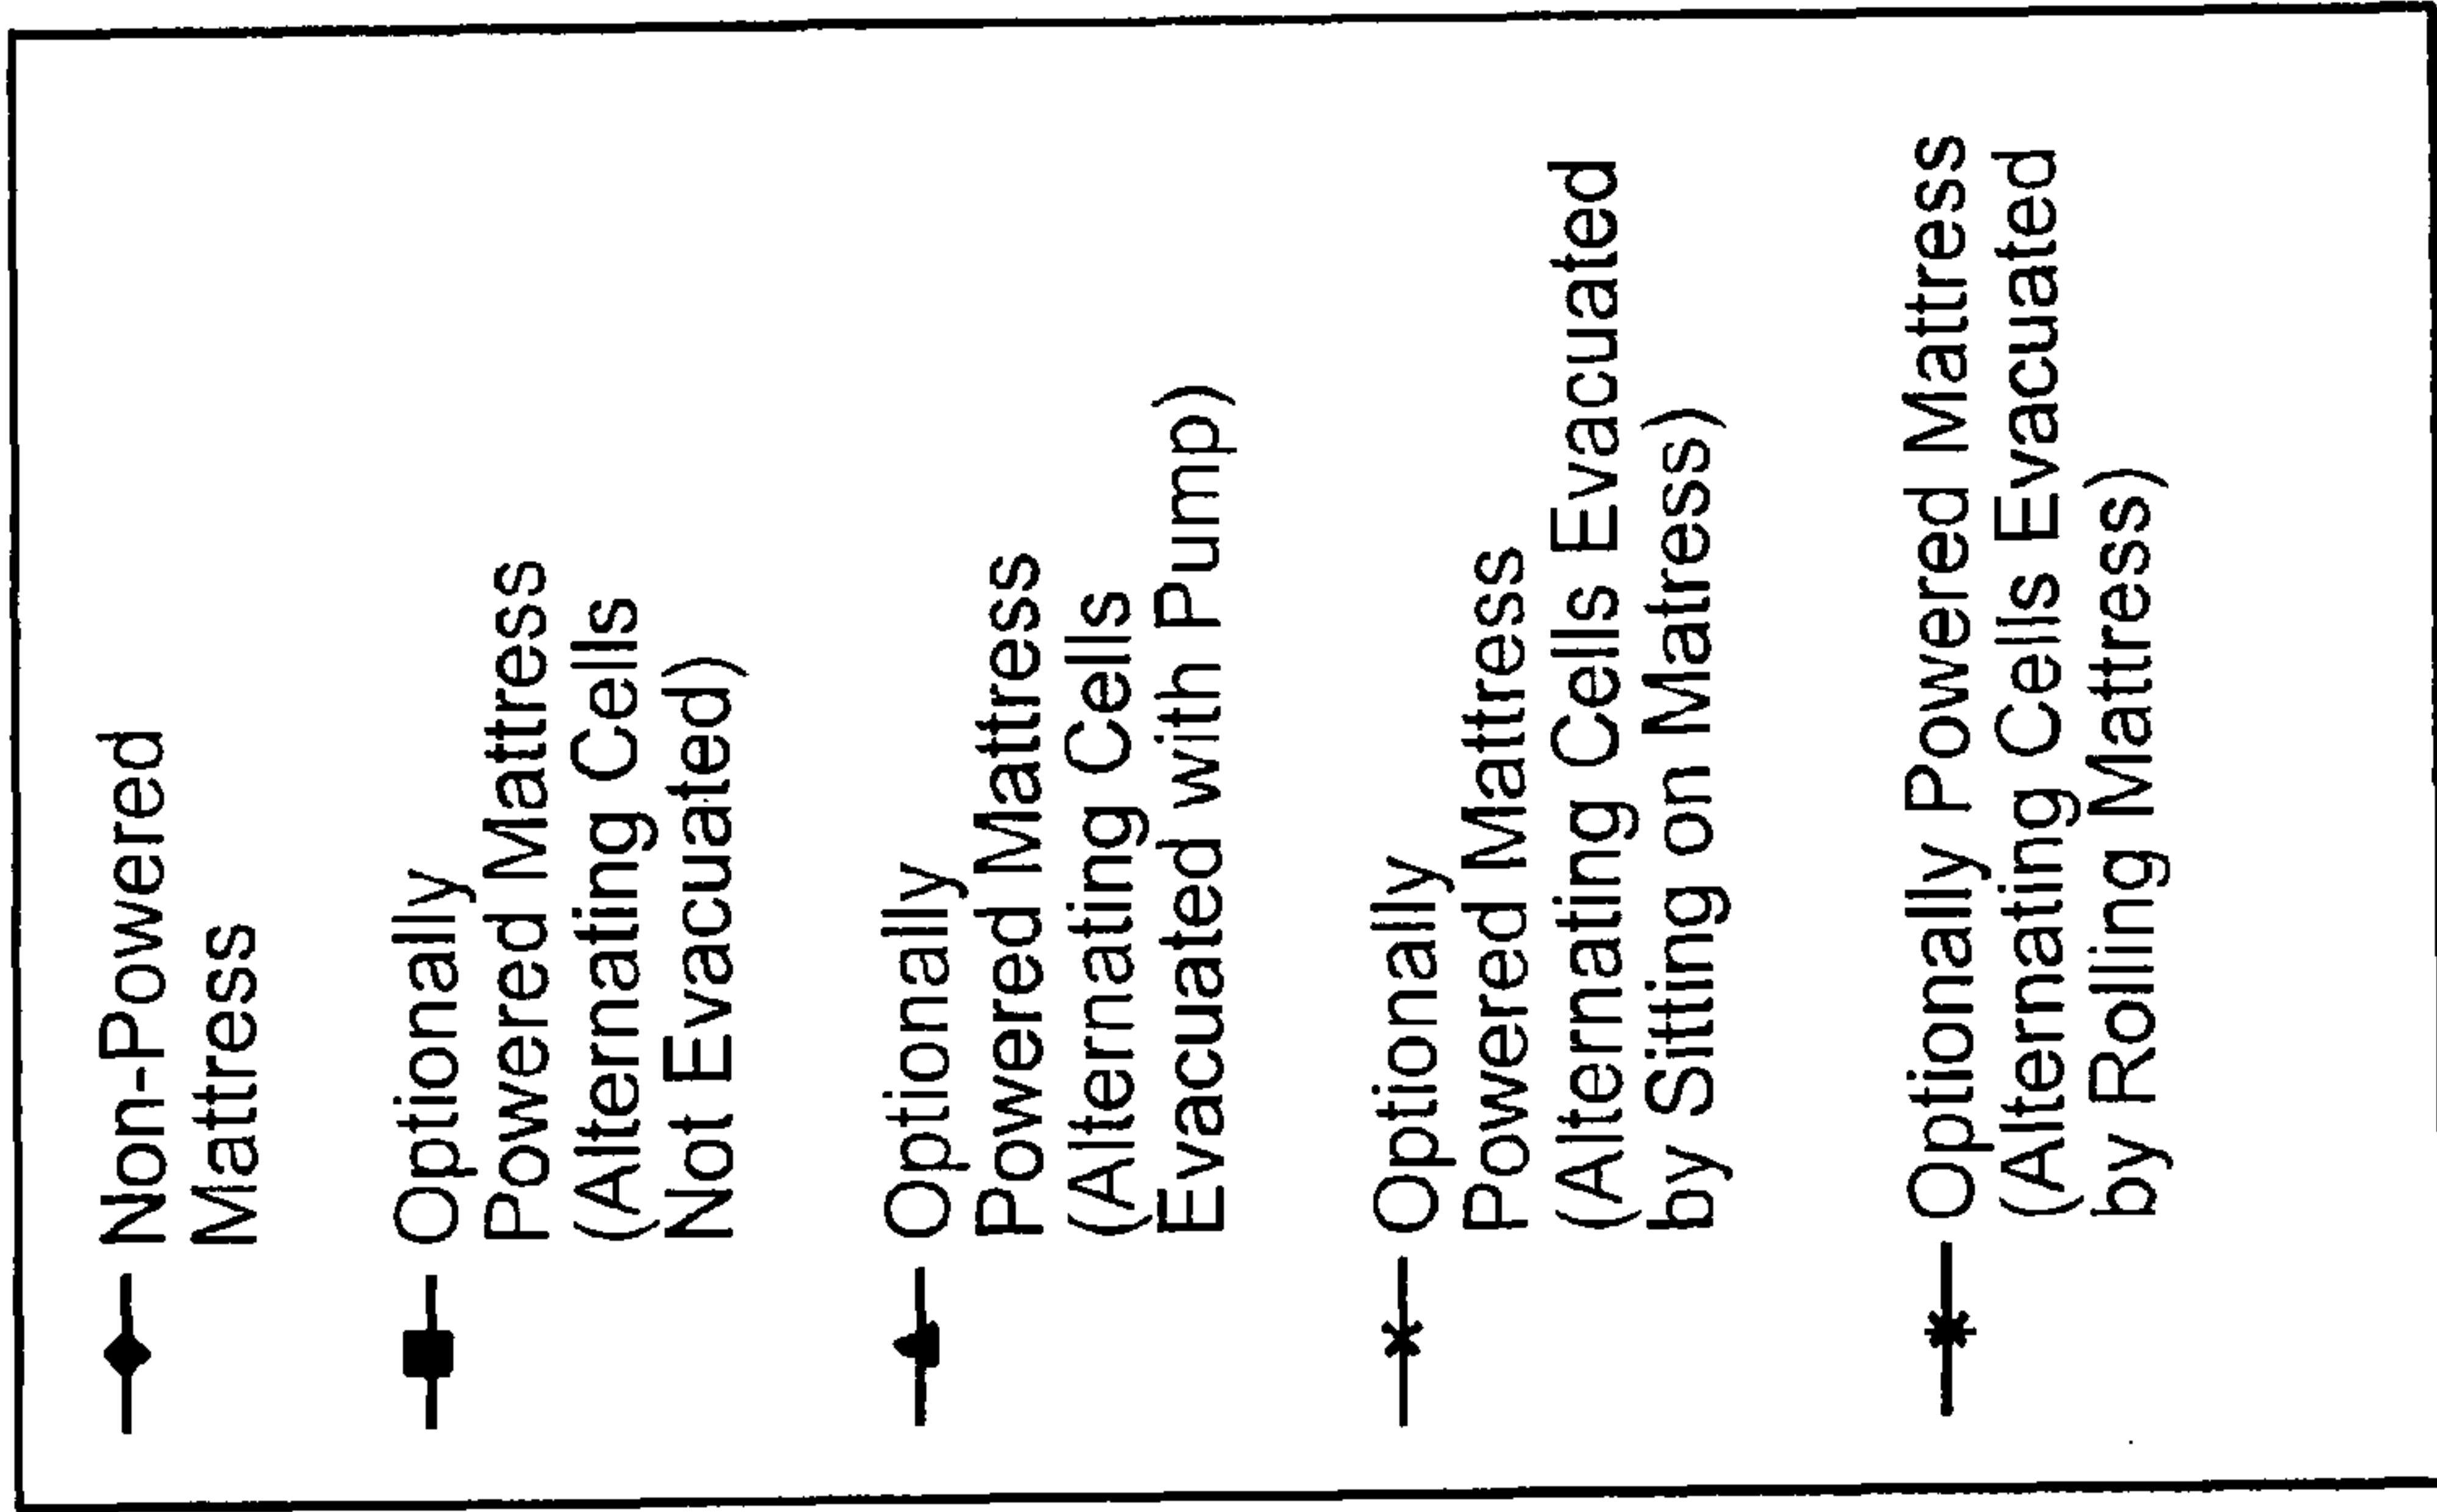 Non-Powered
Mattress
Optionally
Powered Mattress
(Alternating Cells
Not Evacuated)
Optionally
Powered Mattress
(Alternating Cells
Evacuated with Pump)
Optionally
Powered Mattress
(Alternating Cells Evacuated
by Sitting on Matress)
Optionally Powered Mattress
(Alternating Cells Evacuated
by Rolling Mattress)